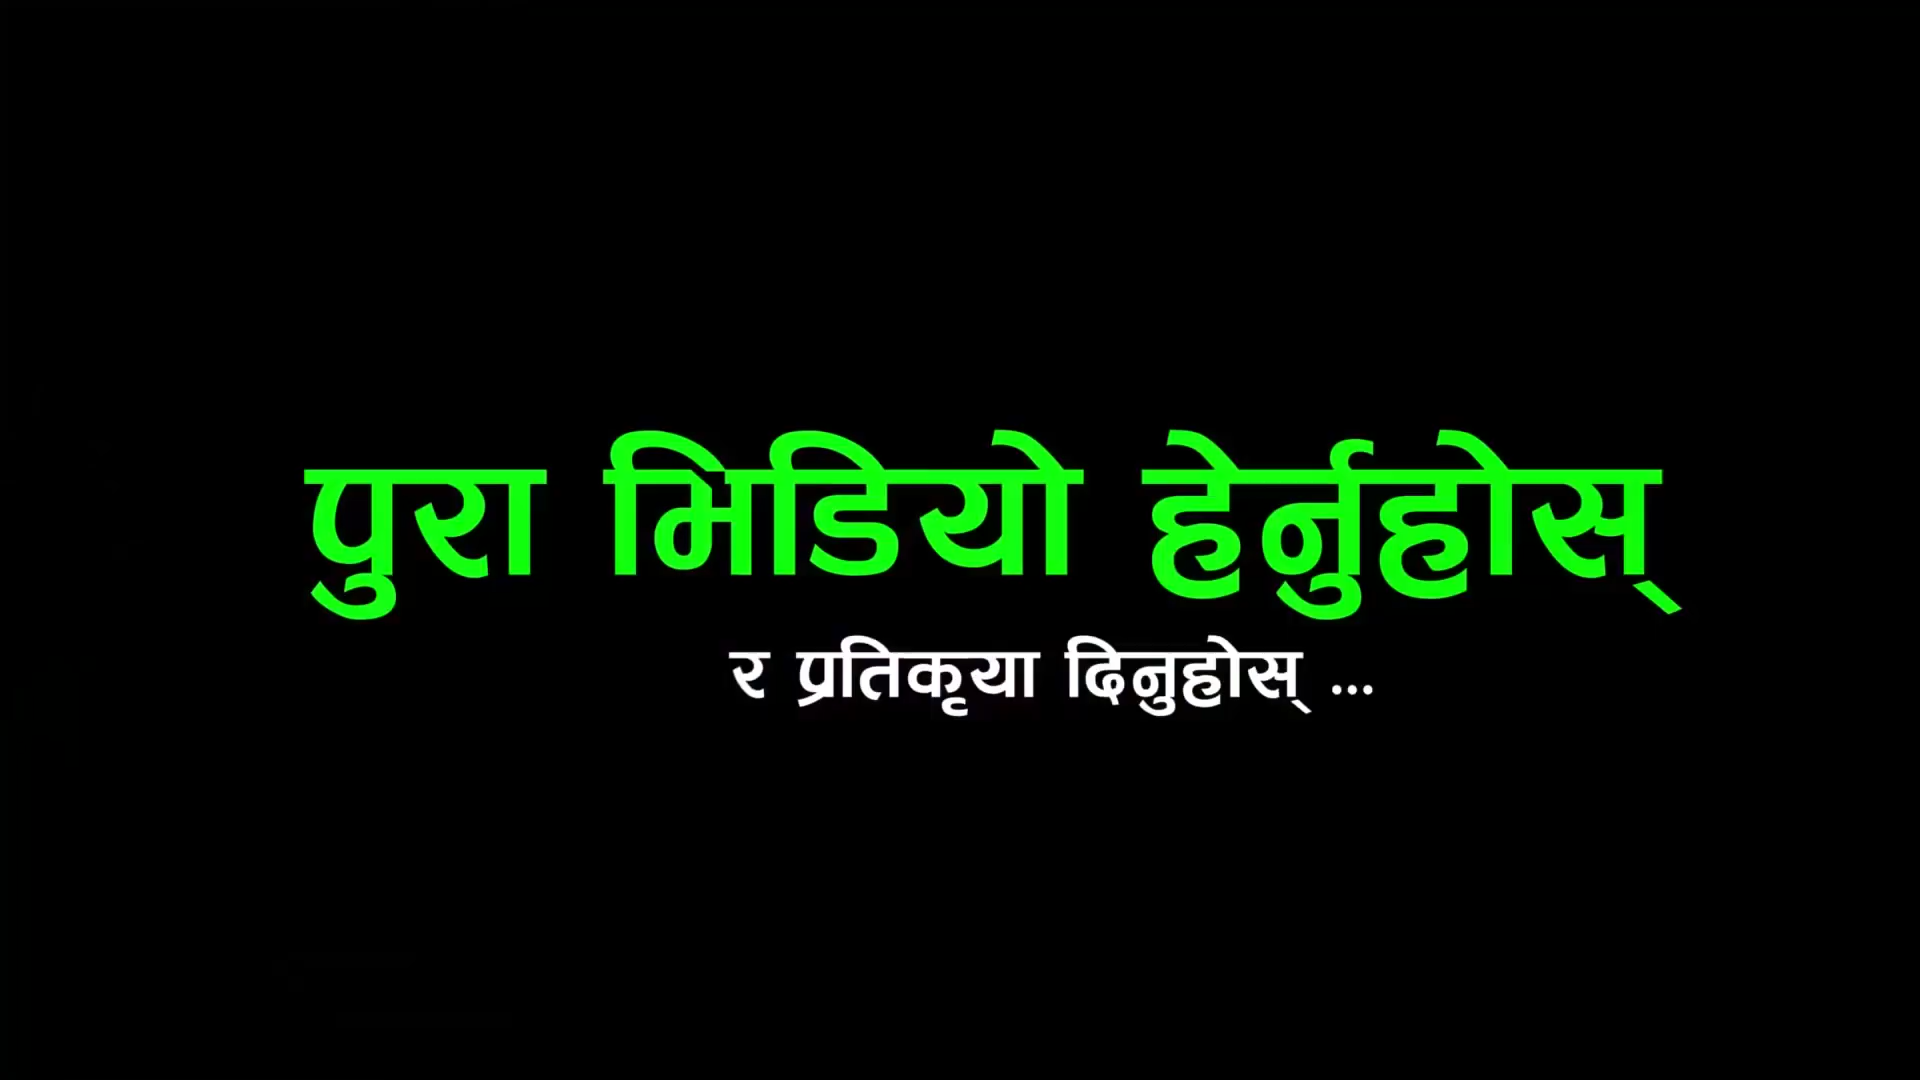 पुरा भिडियो हेर्नुहोस्
र प्रतिकृया दिनुहोस् ...